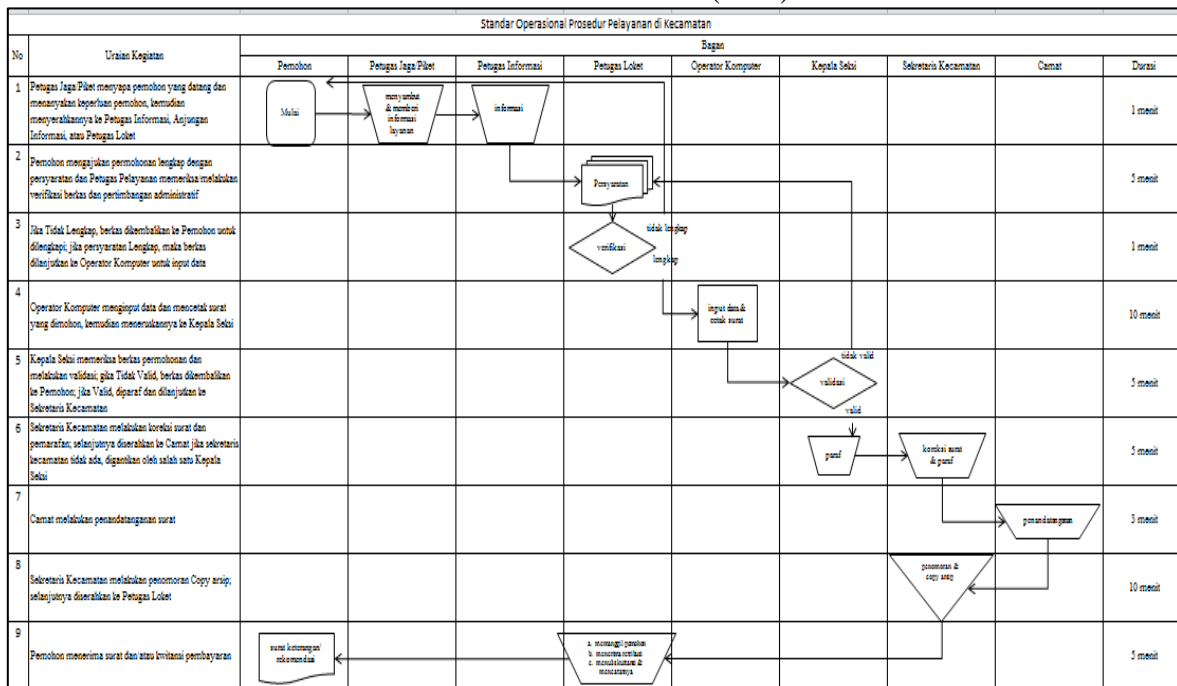 Standar Operasional Prosedur Pelayanan di Kecamatan
No
Uraian Kegiatan
Bagan
Pemohon
Petugas Jaga/Piket
Petugas Informasi
Petugas Loket
Operator Komputer
Kepala Seksi
Sekretaris Kecamatan
Camat
Durasi
1
Petugas Jaga/Piket menyapa pemohon yang datang dan
menanyakan keperluan pemohon, kemudian
menyerahkannya ke Petugas Informasi, Anjungan
Informasi, atau Petugas Loket
Mulai
menyambut
& memberi
informasi
layanan
informasi
1 menit
2
Pemohon mengajukan permohonan lengkap dengan
persyaratan dan Petugas Pelayanan memeriksa/melakukan
verifikasi berkas dan pertimbangan administratif
Persyaratan
5 menit
3
Jika Tidak Lengkap, berkas dikembalikan ke Pemohon untuk
dilengkapi; jika persyaratan Lengkap, maka berkas
dilanjutkan ke Operator Komputer untuk input data
verifikasi
tidak lengkap
lengkap
1 menit
4
Operator Komputer menginput data dan mencetak surat
yang dimohon, kemudian meneruskannya ke Kepala Seksi
input data &
cetak surat
10 menit
5
Kepala Seksi memeriksa berkas permohonan dan
melakukan validasi; gika Tidak Valid, berkas dikembalikan
ke Pemohon; jika Valid, diparaf dan dilanjutkan ke
Sekretaris Kecamatan
tidak valid
validasi
valid
5 menit
6
Sekretaris Kecamatan melakukan koreksi surat dan
pemarafan; selanjutnya diserahkan ke Camat jika sekretaris
kecamatan tidak ada, digantikan oleh salah satu Kepala
Seksi
paraf
koreksi surat
& paraf
5 menit
7
Camat melakukan penandatanganan surat
penandatangan
3 menit
8
Sekretaris Kecamatan melakukan penomoran Copy arsip;
selanjutnya diserahkan ke Petugas Loket
penomoran &
copy arsip
10 menit
9
Pemohon menerima surat dan/atau kwitansi pembayaran
surat keterangan/
rekomendasi
a. memanggil pemohon
b. menerima retribusi
c. &
mencatatnya
5 menit